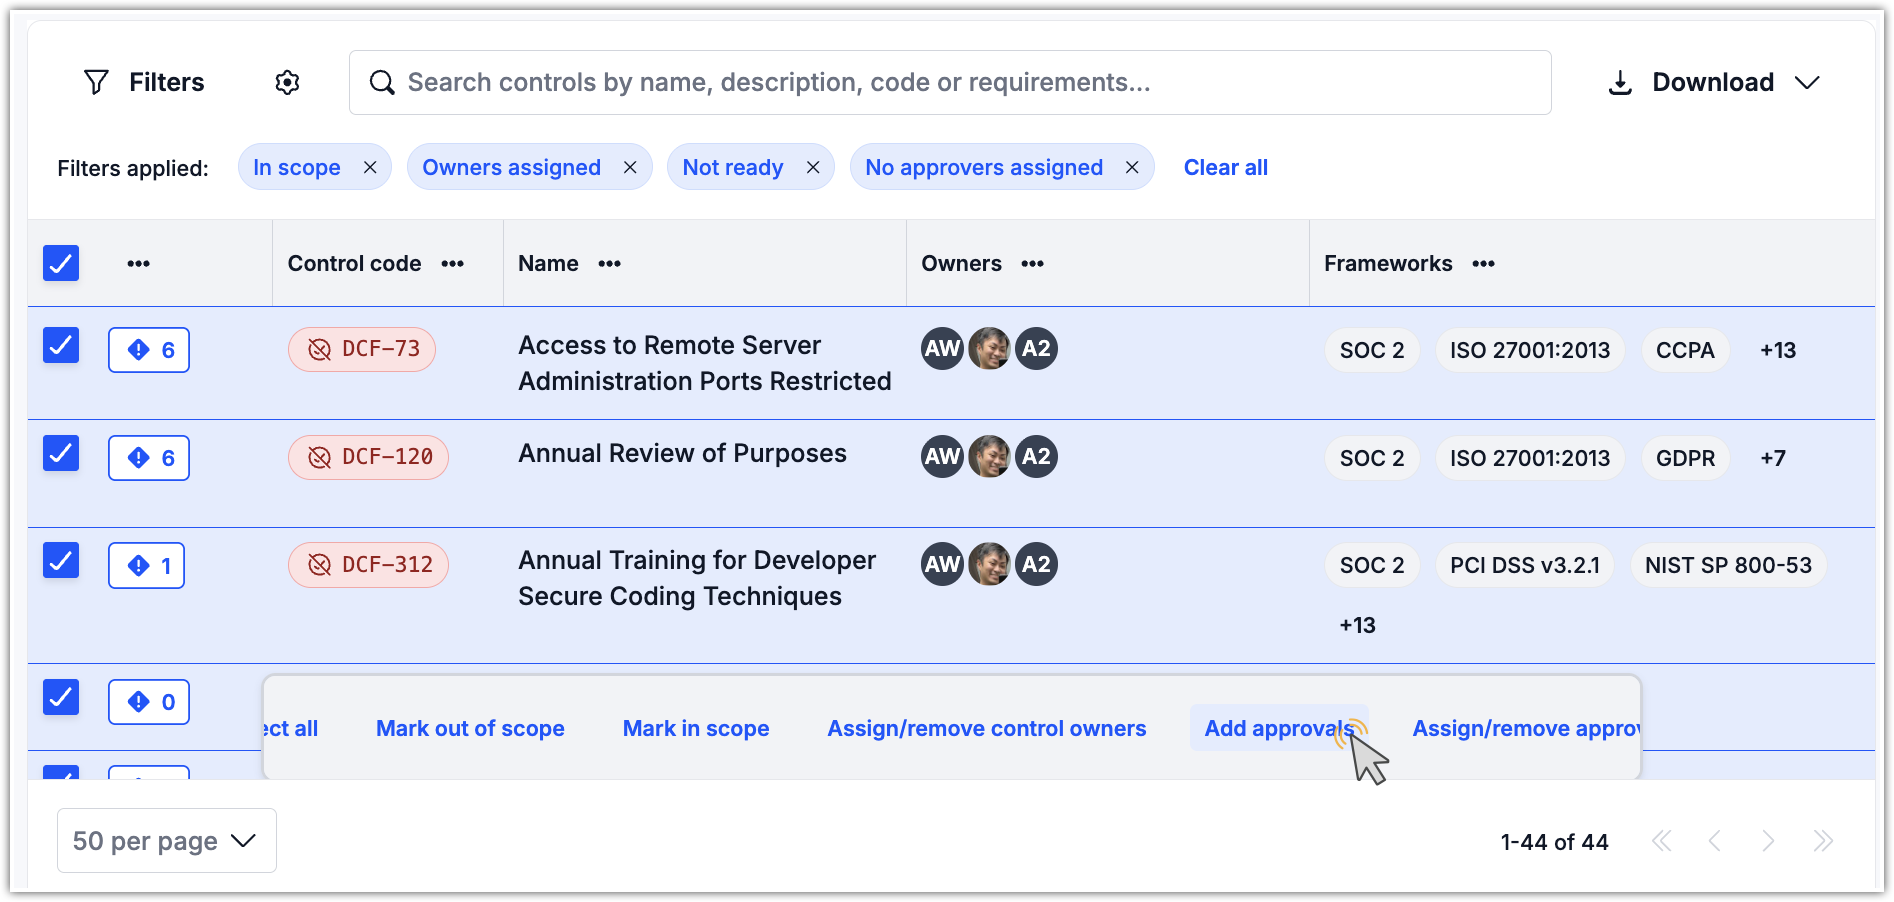 Filters
Search controls by name, description, code or requirements...
Download
Filters applied: In scope Owners assigned Not ready No approvers assigned Clear all
Control code Name Owners Frameworks
6 DCF-73 Access to Remote Server Administration Ports Restricted AW A2 SOC 2 ISO 27001:2013 CCPA +13
6 DCF-120 Annual Review of Purposes AW A2 SOC 2 ISO 27001:2013 GDPR +7
1 DCF-312 Annual Training for Developer Secure Coding Techniques AW A2 SOC 2 PCI DSS v3.2.1 NIST SP 800-53 +13
0
ect all Mark out of scope Mark in scope Assign/remove control owners Add approvals Assign/remove approv
50 per page
1-44 of 44